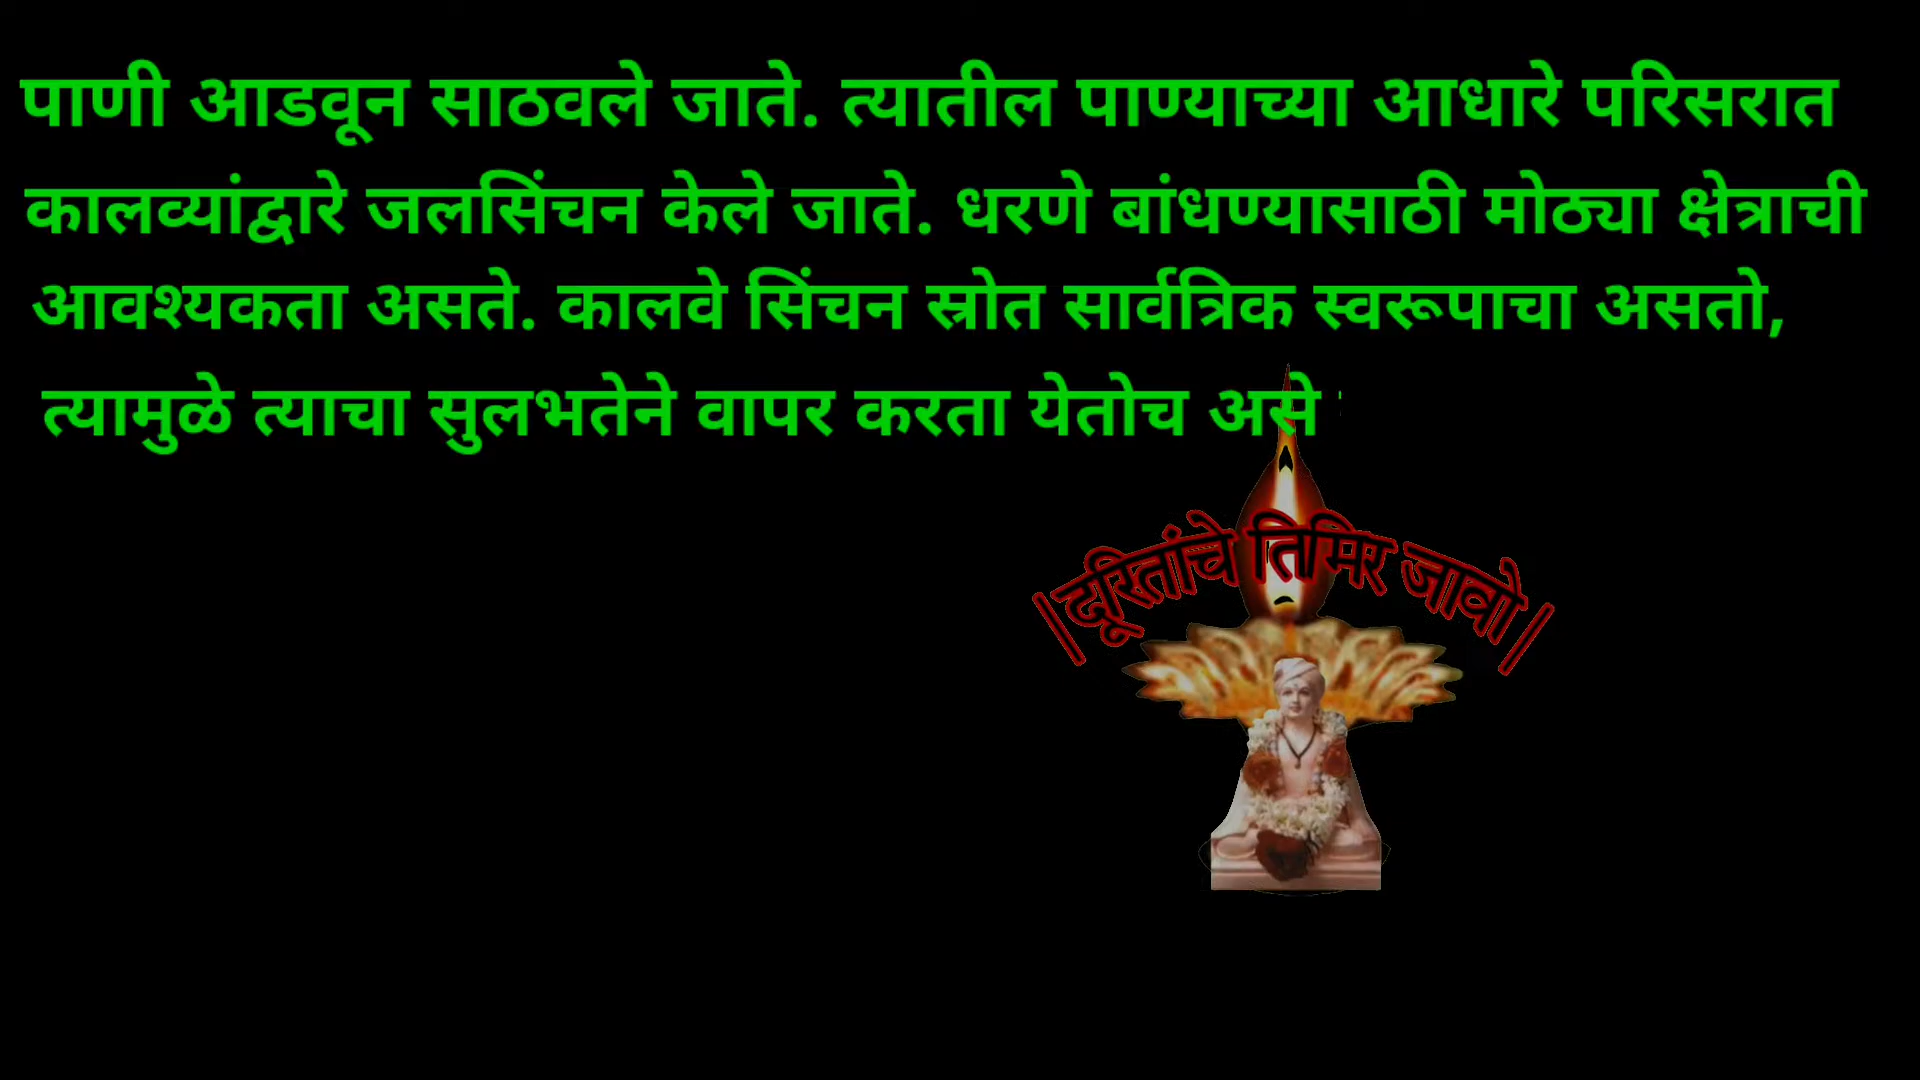 पाणी आडवून साठवले जाते. त्यातील पाण्याच्या आधारे परिसरात
कालव्यांद्वारे जलसिंचन केले जाते. धरणे बांधण्यासाठी मोठ्या क्षेत्राची
आवश्यकता असते. कालवे सिंचन स्रोत सार्वत्रिक स्वरूपाचा असतो,
त्यामुळे त्याचा सुलभतेने वापर करता येतोच असे
|दूरितांचे तिमिर जावो|